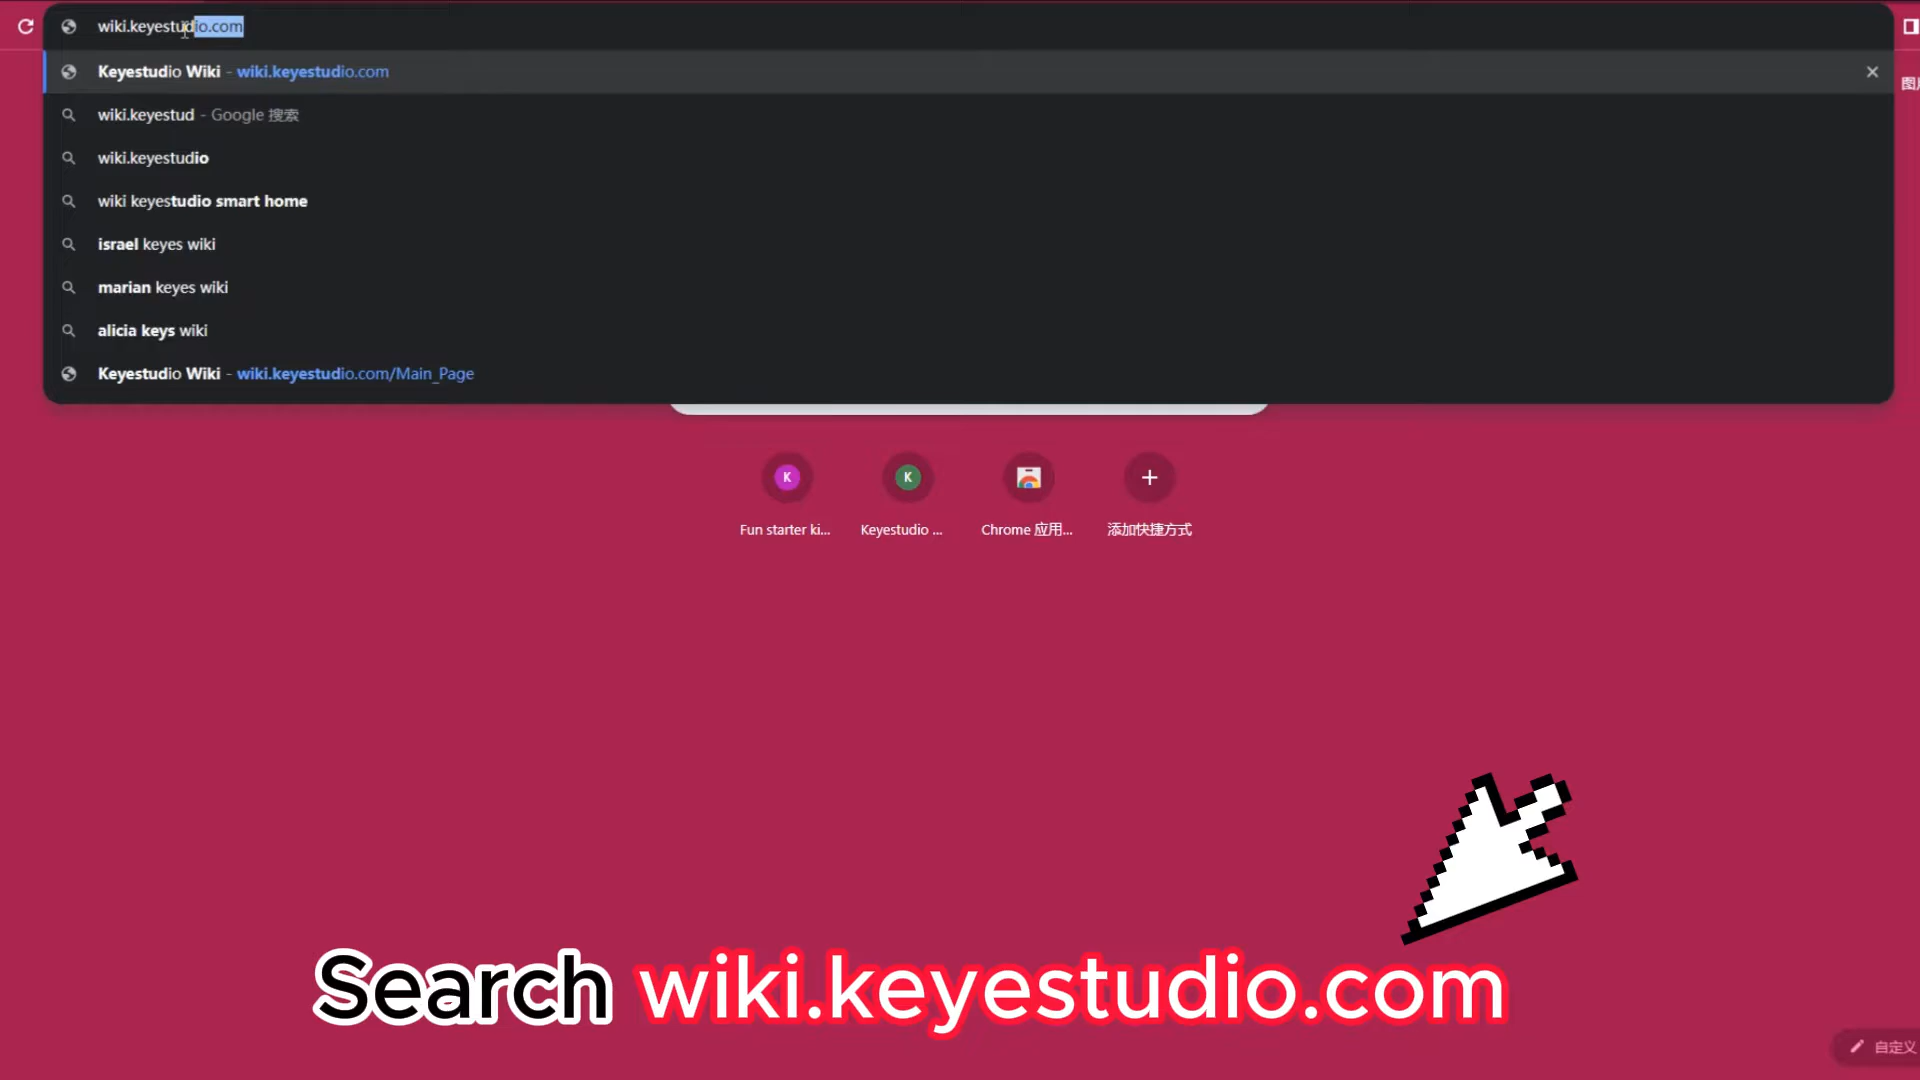 wiki.keyestudio.com
Keyestudio Wiki - wiki.keyestudio.com
wiki.keyestud - Google 搜索
wiki.keyestudio
wiki keyestudio smart home
israel keyes wiki
marian keyes wiki
alicia keys wiki
Keyestudio Wiki - wiki.keyestudio.com/Main_Page
K K
Fun starter ki... Keyestudio ... Chrome 应用... 添加快捷方式
Search wiki.keyestudio.com
自定义